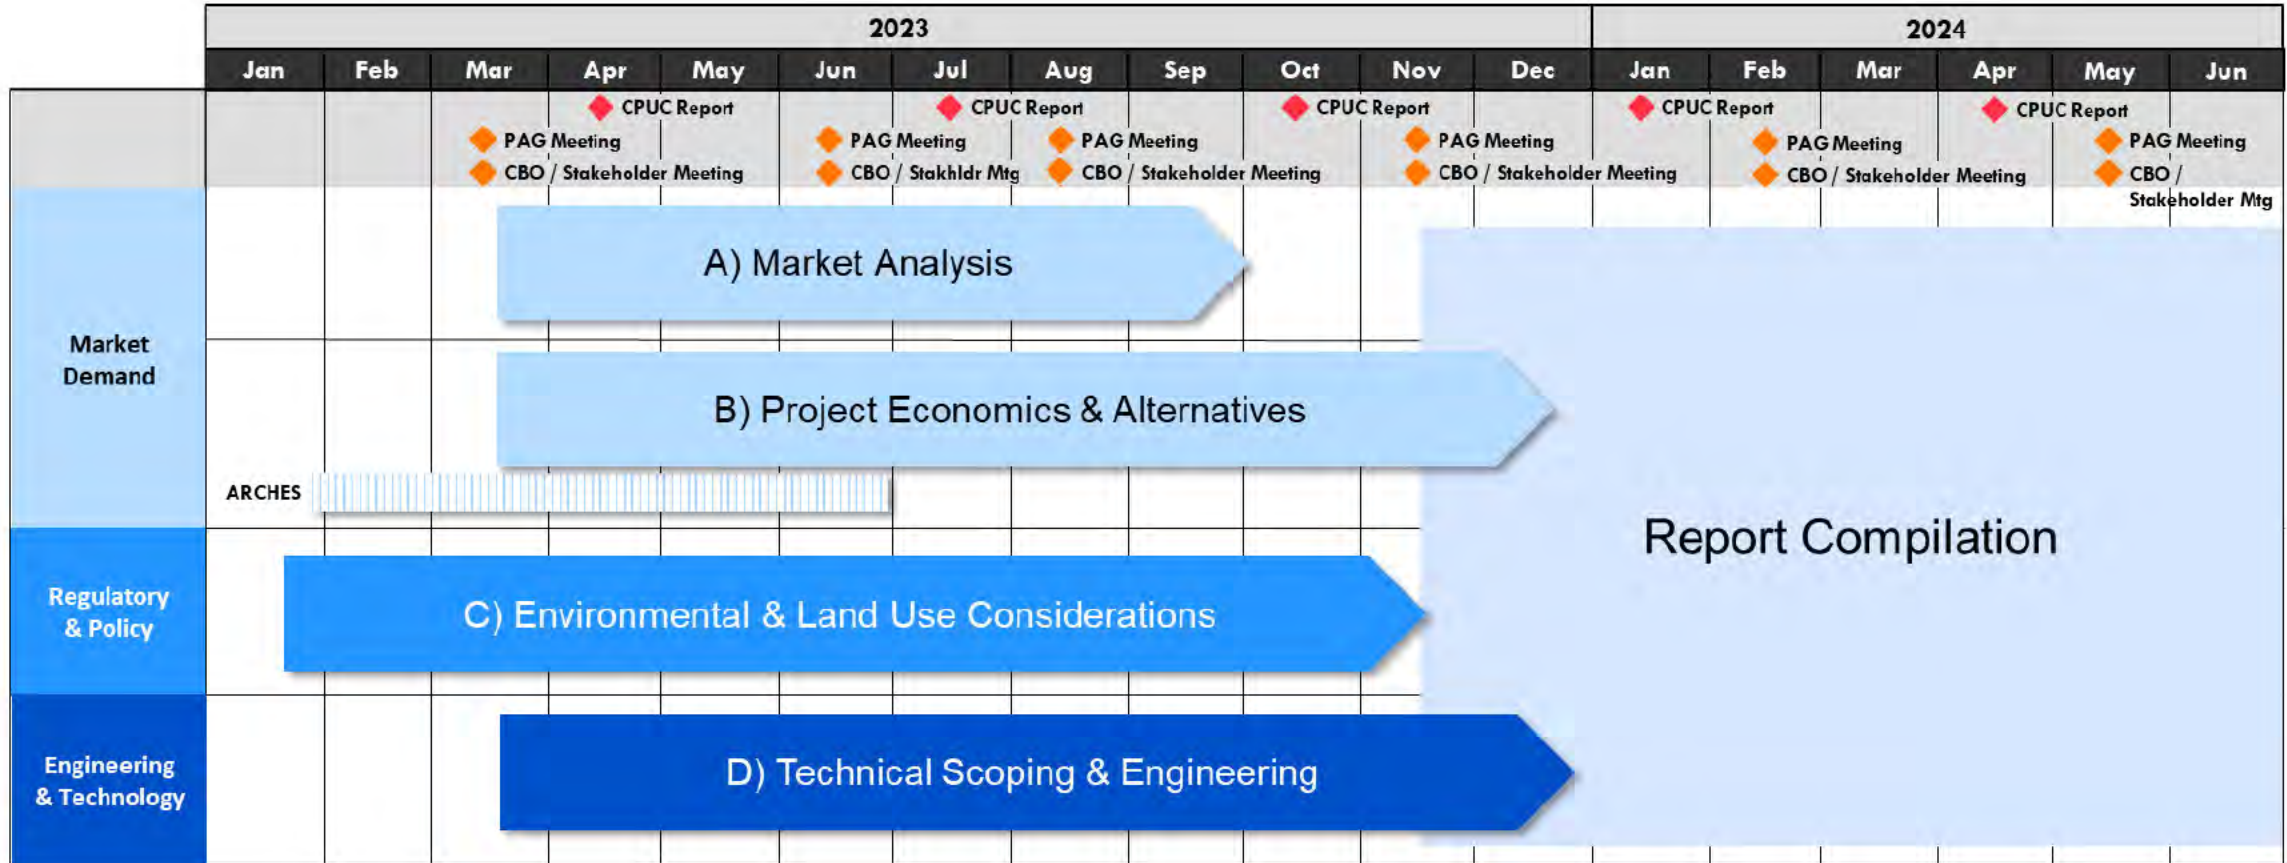 2023 2024
Jan Feb Mar Apr May Jun Jul Aug Sep Oct Nov Dec Jan Feb Mar Apr May Jun
CPUC Report CPUC Report CPUC Report CPUC Report CPUC Report
PAG Meeting PAG Meeting PAG Meeting PAG Meeting PAG Meeting PAG Meeting
CBO / Stakeholder Meeting CBO / Stakhldr Mtg CBO / Stakeholder Meeting CBO / Stakeholder Meeting CBO / Stakeholder Meeting CBO /
Stakeholder Mtg
Market
Demand
A) Market Analysis
B) Project Economics & Alternatives
ARCHES
Regulatory
& Policy
C) Environmental & Land Use Considerations
Report Compilation
Engineering
& Technology
D) Technical Scoping & Engineering